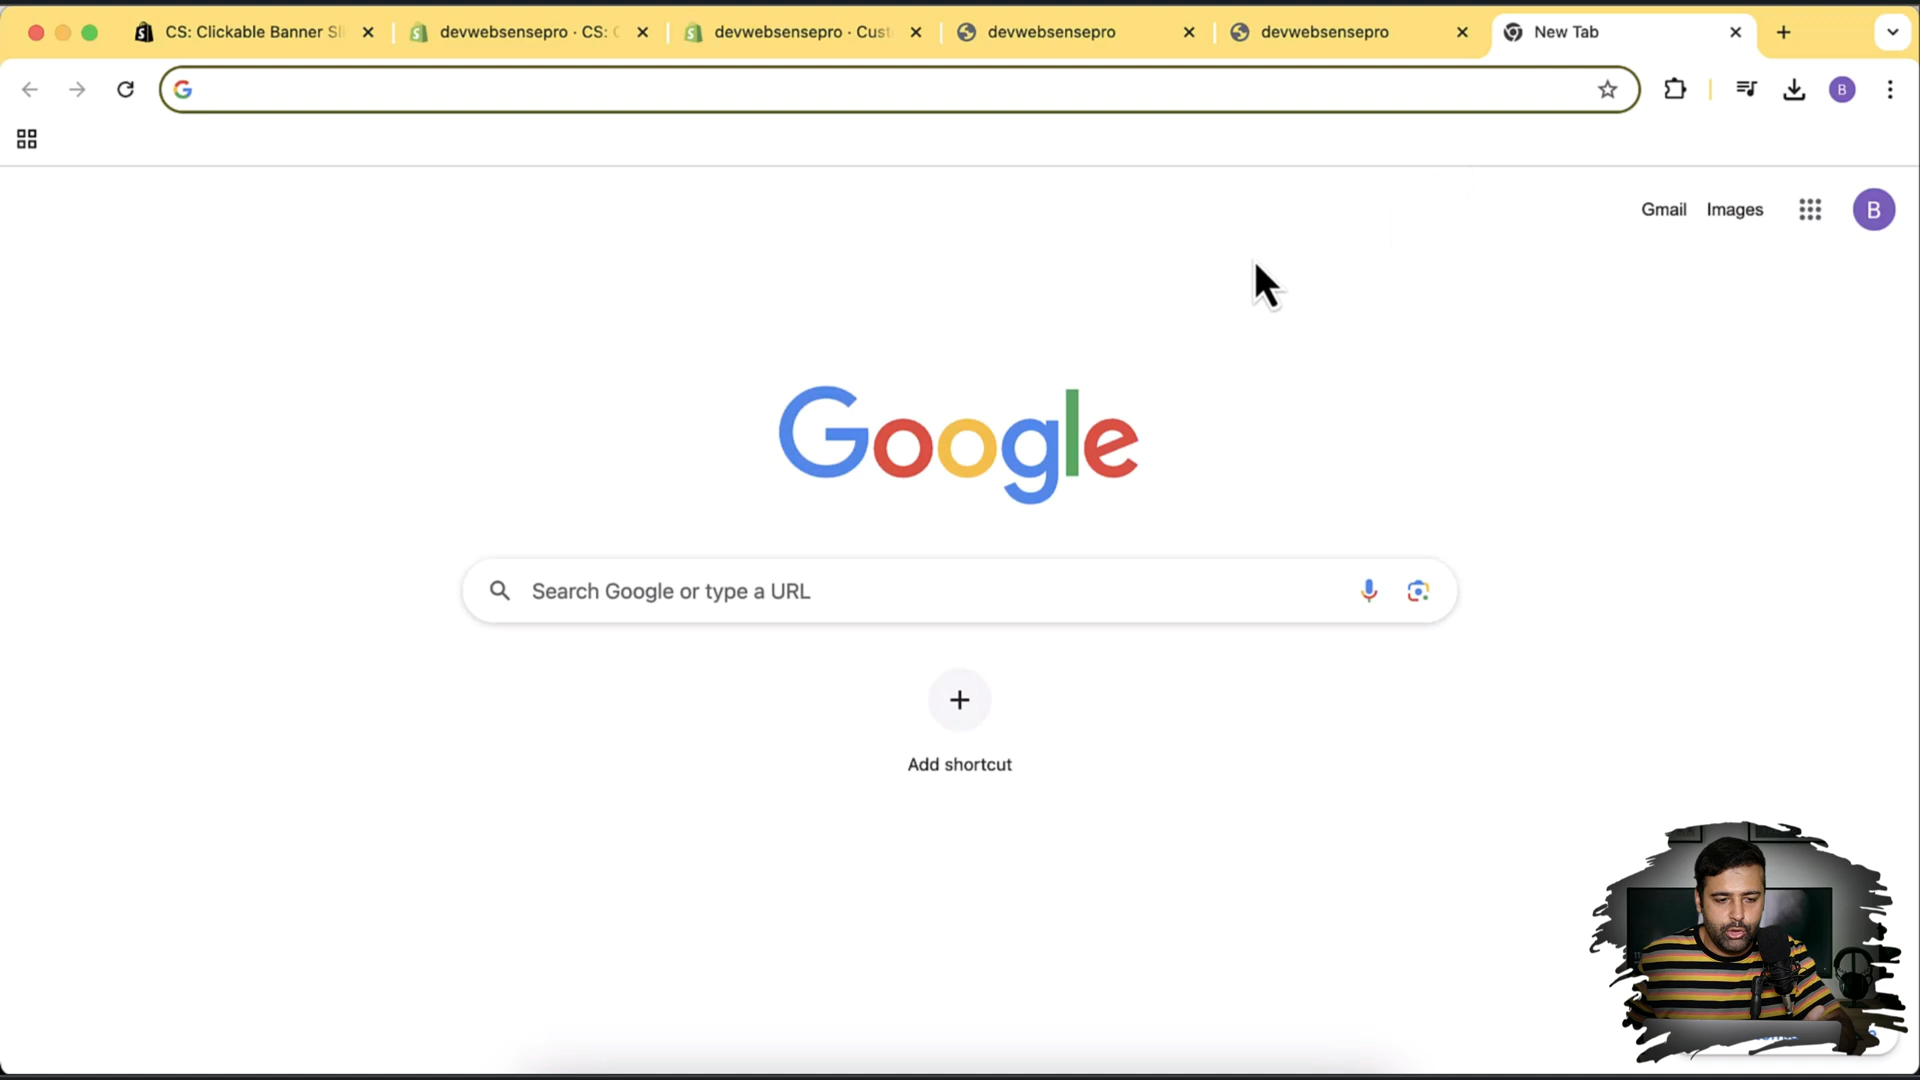 CS: Clickable Banner Sli
devwebsensepro · CS: C
devwebsensepro · Cust
devwebsensepro
devwebsensepro
New Tab
B
Gmail
Images
B
Google
Search Google or type a URL
Add shortcut